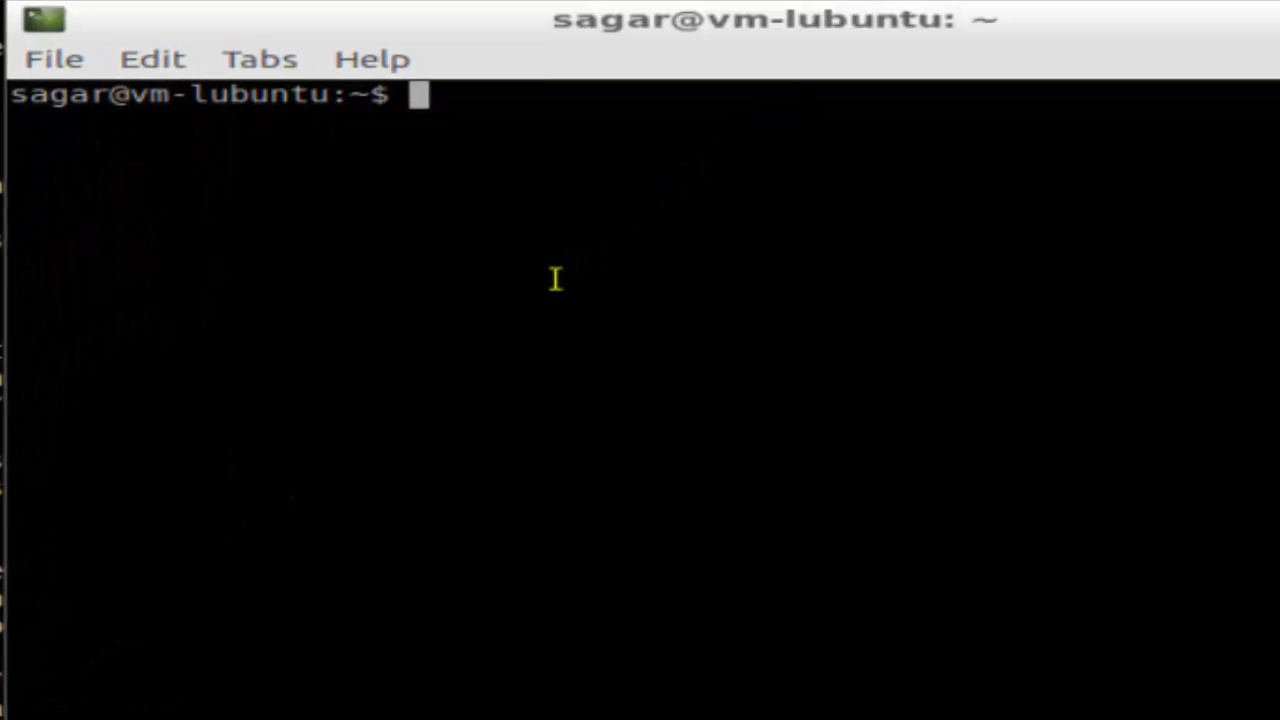 sagar@vm-lubuntu: ~
File Edit Tabs Help
sagar@vm-lubuntu:~$